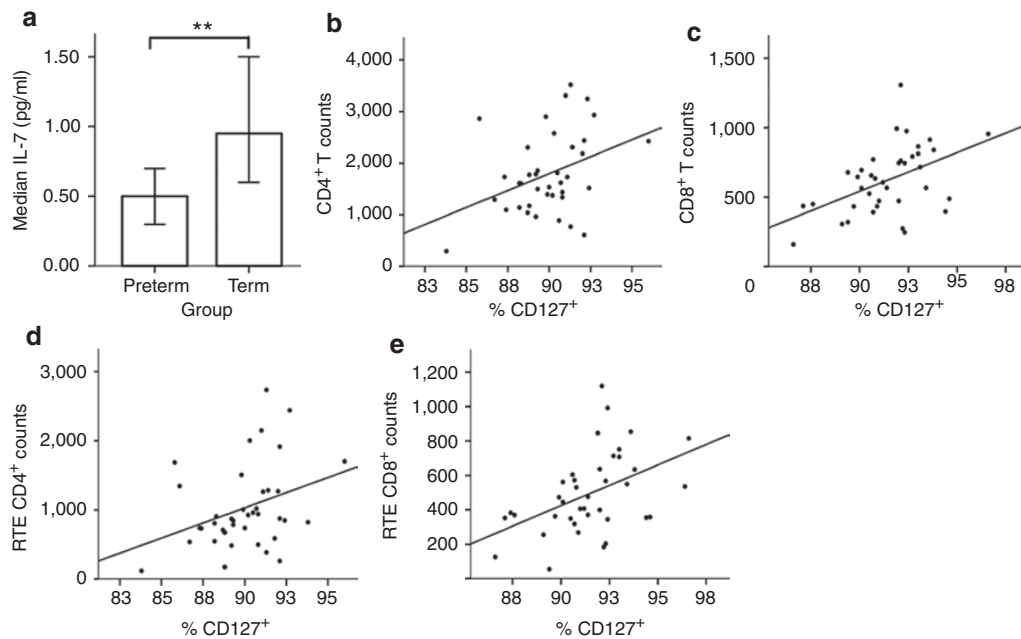 a
**
Median IL-7 (pg/ml)
1.50
1.00
0.50
0.00
Preterm Term
Group
b
CD4+ T counts
4,000
3,000
2,000
1,000
0
83 85 88 90 93 95
% CD127+
c
CD8+ T counts
1,500
1,000
500
0
88 90 93 95 98
% CD127+
d
RTE CD4+ counts
3,000
2,000
1,000
0
83 85 88 90 93 95
% CD127+
e
RTE CD8+ counts
1,200
1,000
800
600
400
200
88 90 93 95 98
% CD127+